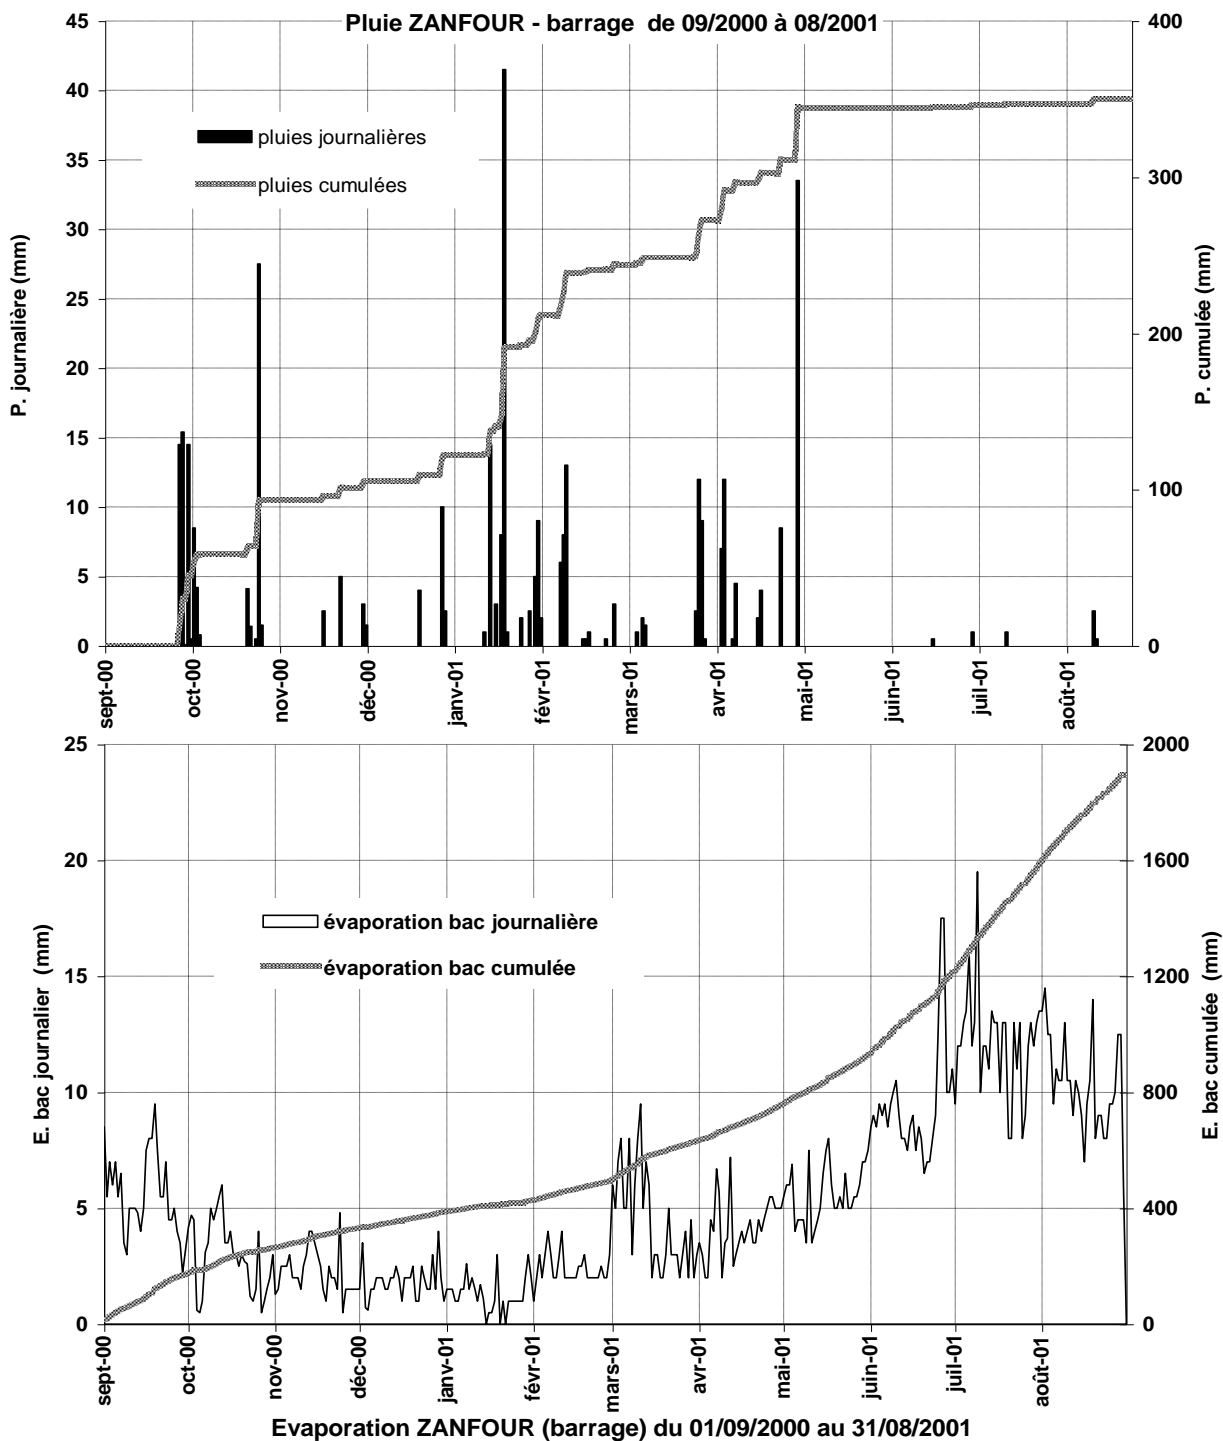 Pluie ZANFOUR - barrage de 09/2000 à 08/2001
45
40
35
30
25
20
15
10
5
0
P. journalière (mm)
400
300
200
100
0
P. cumulée (mm)
pluies journalières
pluies cumulées
sept-00
oct-00
nov-00
déc-00
janv-01
févr-01
mars-01
avr-01
mai-01
juin-01
juil-01
août-01
25
20
15
10
5
0
E. bac journalier (mm)
2000
1600
1200
800
400
0
E. bac cumulée (mm)
évaporation bac journalière
évaporation bac cumulée
sept-00
oct-00
nov-00
déc-00
janv-01
févr-01
mars-01
avr-01
mai-01
juin-01
juil-01
août-01
Evaporation ZANFOUR (barrage) du 01/09/2000 au 31/08/2001